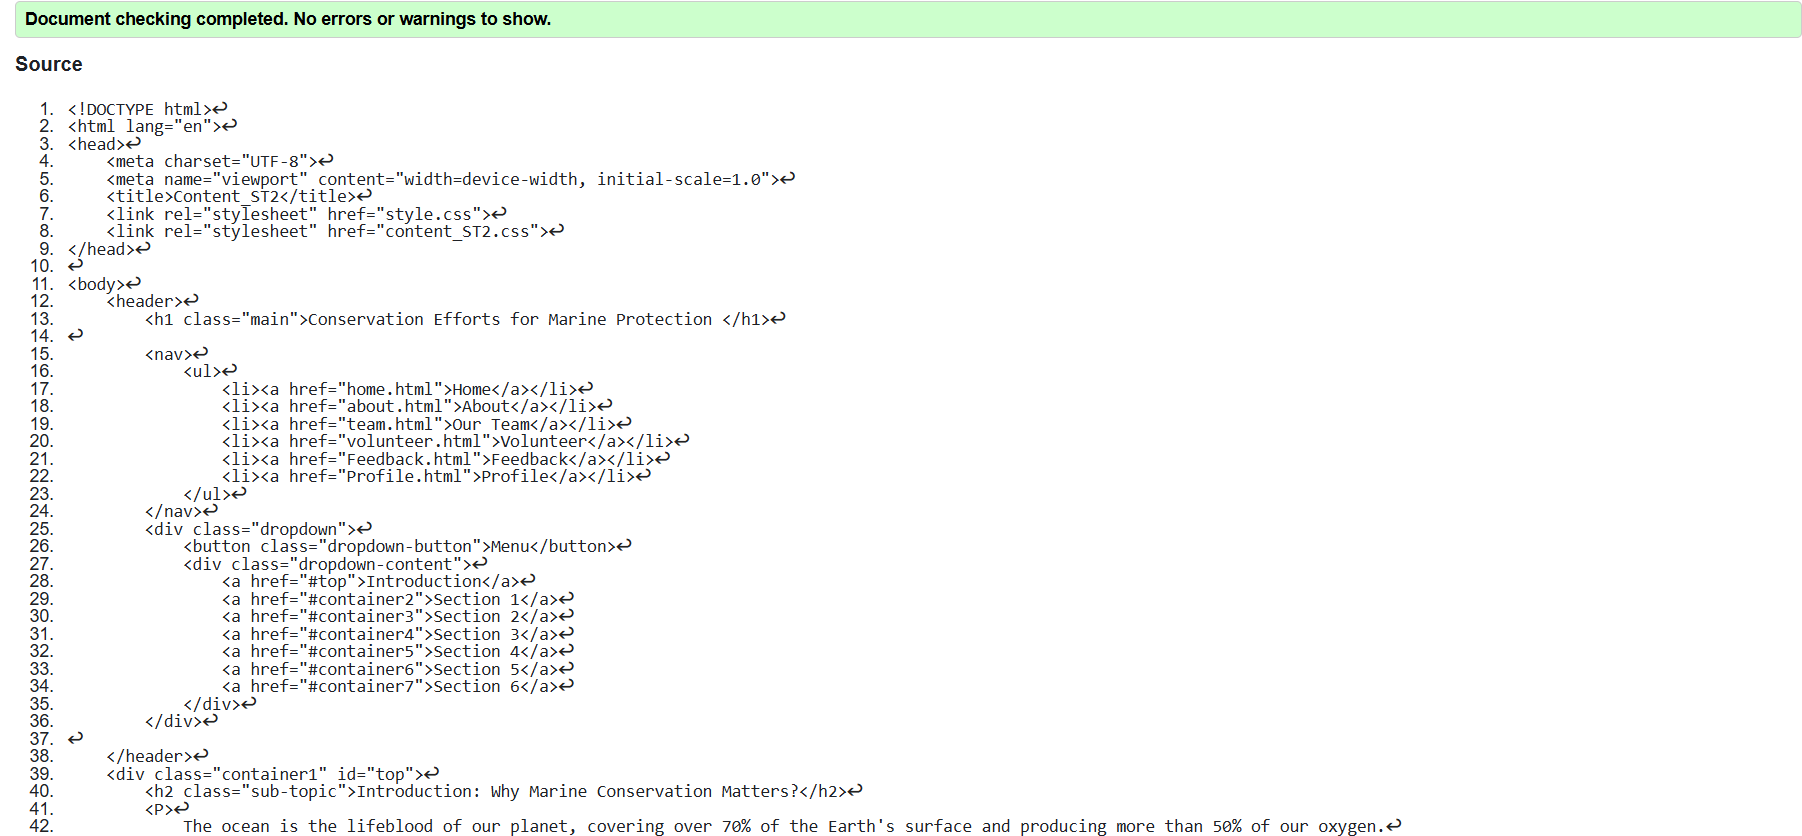 Document checking completed. No errors or warnings to show.
Source
1. <!DOCTYPE html>↩
2. <html lang="en">↩
3. <head>↩
4.     <meta charset="UTF-8">↩
5.     <meta name="viewport" content="width=device-width, initial-scale=1.0">↩
6.     <title>Content_ST2</title>↩
7.     <link rel="stylesheet" href="style.css">↩
8.     <link rel="stylesheet" href="content_ST2.css">↩
9. </head>↩
10. ↩
11. <body>↩
12.     <header>↩
13.         <h1 class="main">Conservation Efforts for Marine Protection </h1>↩
14. ↩
15.         <nav>↩
16.             <ul>↩
17.                 <li><a href="home.html">Home</a></li>↩
18.                 <li><a href="about.html">About</a></li>↩
19.                 <li><a href="team.html">Our Team</a></li>↩
20.                 <li><a href="volunteer.html">Volunteer</a></li>↩
21.                 <li><a href="Feedback.html">Feedback</a></li>↩
22.                 <li><a href="Profile.html">Profile</a></li>↩
23.             </ul>↩
24.         </nav>↩
25.         <div class="dropdown">↩
26.             <button class="dropdown-button">Menu</button>↩
27.             <div class="dropdown-content">↩
28.                 <a href="#top">Introduction</a>↩
29.                 <a href="#container2">Section 1</a>↩
30.                 <a href="#container3">Section 2</a>↩
31.                 <a href="#container4">Section 3</a>↩
32.                 <a href="#container5">Section 4</a>↩
33.                 <a href="#container6">Section 5</a>↩
34.                 <a href="#container7">Section 6</a>↩
35.             </div>↩
36.         </div>↩
37. ↩
38.     </header>↩
39.     <div class="container1" id="top">↩
40.         <h2 class="sub-topic">Introduction: Why Marine Conservation Matters?</h2>↩
41.         <P>↩
42.             The ocean is the lifeblood of our planet, covering over 70% of the Earth's surface and producing more than 50% of our oxygen.↩